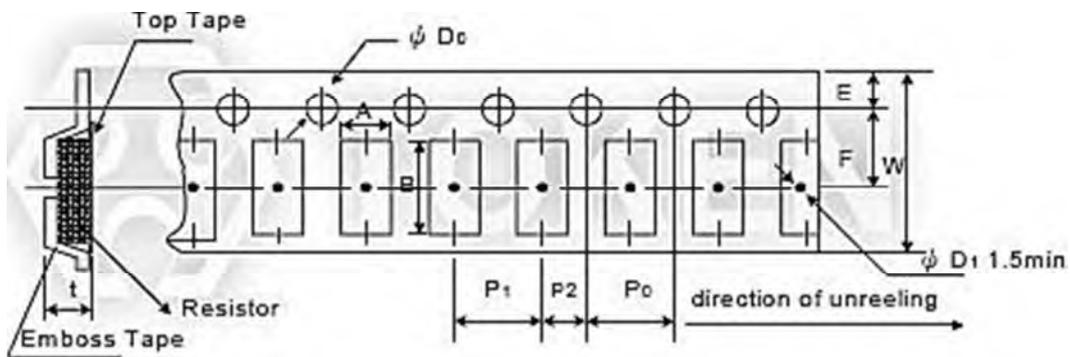 Top Tape
ψ D0
A
E
F
W
B
ψ D1 1.5min
t
Resistor
Emboss Tape
P1
P2
P0
direction of unreeling